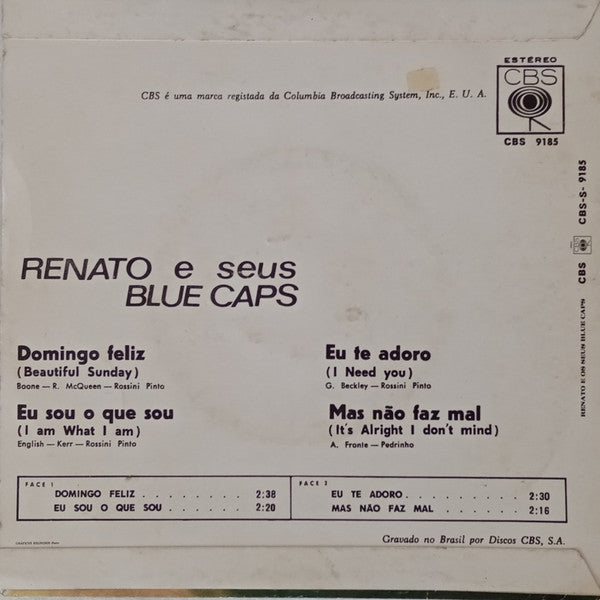 ESTÉREO
CBS
CBS é uma marca registada da Columbia Broadcasting System, Inc., E. U. A.
CBS 9185
CBS-S- 9185
CBS
RENATO E OS SEUS BLUE CAPS
RENATO e seus
BLUE CAPS
Domingo feliz
(Beautiful Sunday)
Boone — R. McQueen — Rossini Pinto
Eu te adoro
(I Need you)
G. Beckley — Rossini Pinto
Eu sou o que sou
(I am What I am)
English — Kerr — Rossini Pinto
Mas não faz mal
(It's Alright I don't mind)
A. Fronte — Pedrinho
FACE 1
DOMINGO FELIZ . . . . . . . . 2:38
EU SOU O QUE SOU . . . . . . 2:20
FACE 2
EU TE ADORO . . . . . . . . . 2:30
MAS NÃO FAZ MAL . . . . . . . 2:16
Gravado no Brasil por Discos CBS, S.A.